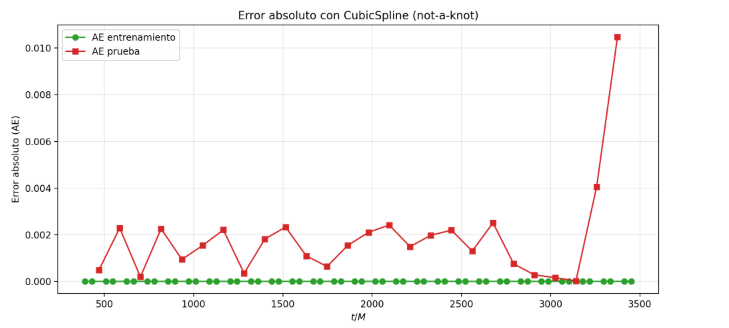 Error absoluto con CubicSpline (not-a-knot)
AE entrenamiento
AE prueba
Error absoluto (AE)
0.010
0.008
0.006
0.004
0.002
0.000
500 1000 1500 2000 2500 3000 3500
t/M